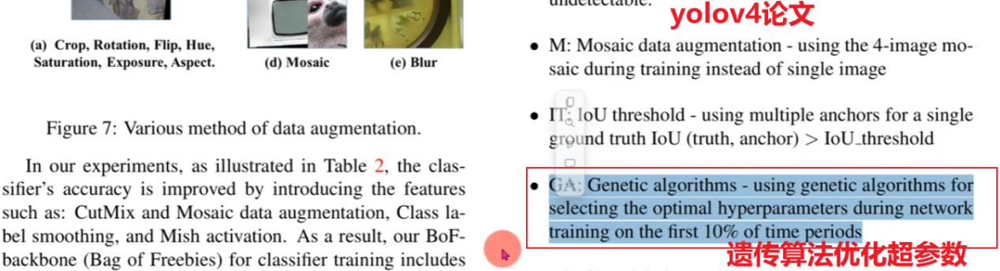 (a) Crop, Rotation, Flip, Hue,
Saturation, Exposure, Aspect.
(d) Mosaic
(e) Blur
Figure 7: Various method of data augmentation.
In our experiments, as illustrated in Table 2, the clas-
sifier's accuracy is improved by introducing the features
such as: CutMix and Mosaic data augmentation, Class la-
bel smoothing, and Mish activation. As a result, our BoF-
backbone (Bag of Freebies) for classifier training includes
undetectable.
yolov4论文
• M: Mosaic data augmentation - using the 4-image mo-
saic during training instead of single image
• IT: IoU threshold - using multiple anchors for a single
ground truth IoU (truth, anchor) > IoU_threshold
• GA: Genetic algorithms - using genetic algorithms for
selecting the optimal hyperparameters during network
training on the first 10% of time periods
遗传算法优化超参数